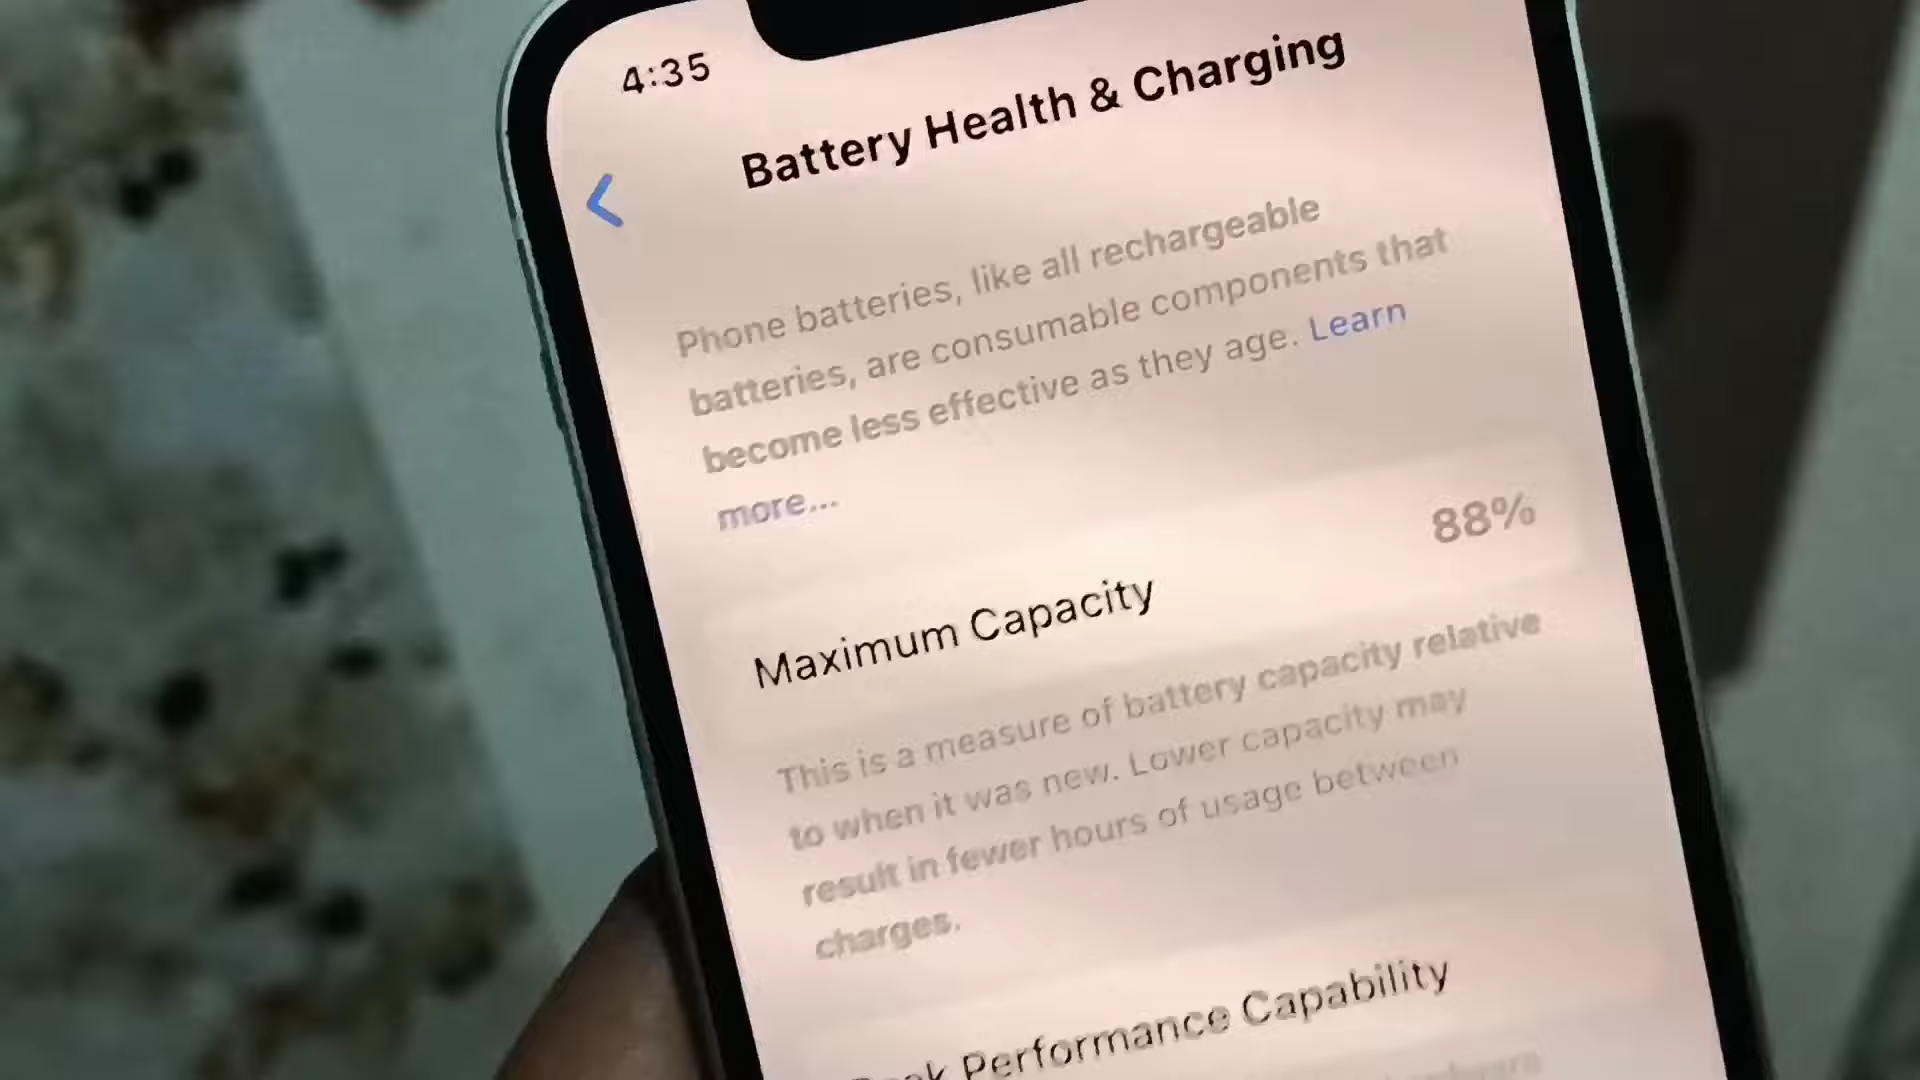 4:35
Battery Health & Charging
Phone batteries, like all rechargeable
batteries, are consumable components that
become less effective as they age. Learn
more...
Maximum Capacity 88%
This is a measure of battery capacity relative
to when it was new. Lower capacity may
result in fewer hours of usage between
charges.
Performance Capability